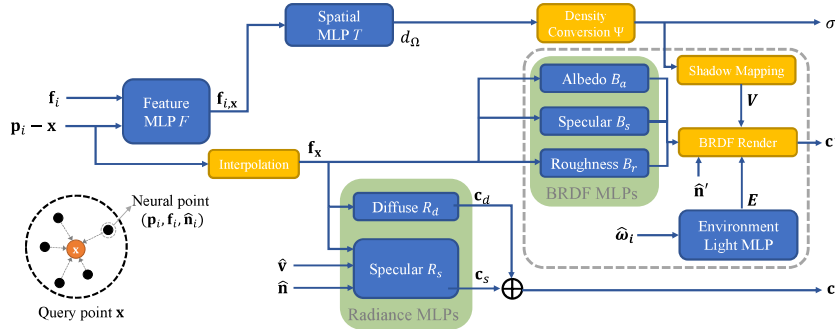 Spatial
MLP T
d_Ω
Density
Conversion Ψ
σ
f_i
p_i − x
Feature
MLP F
f_{i,x}
Interpolation
f_x
Albedo B_a
Specular B_s
Roughness B_r
BRDF MLPs
Shadow Mapping
V
BRDF Render
c'
n̂′
E
ω̂_i
Environment
Light MLP
Neural point
(p_i, f_i, n̂_i)
x
Query point x
Diffuse R_d
c_d
v̂
n̂
Specular R_s
c_s
Radiance MLPs
c